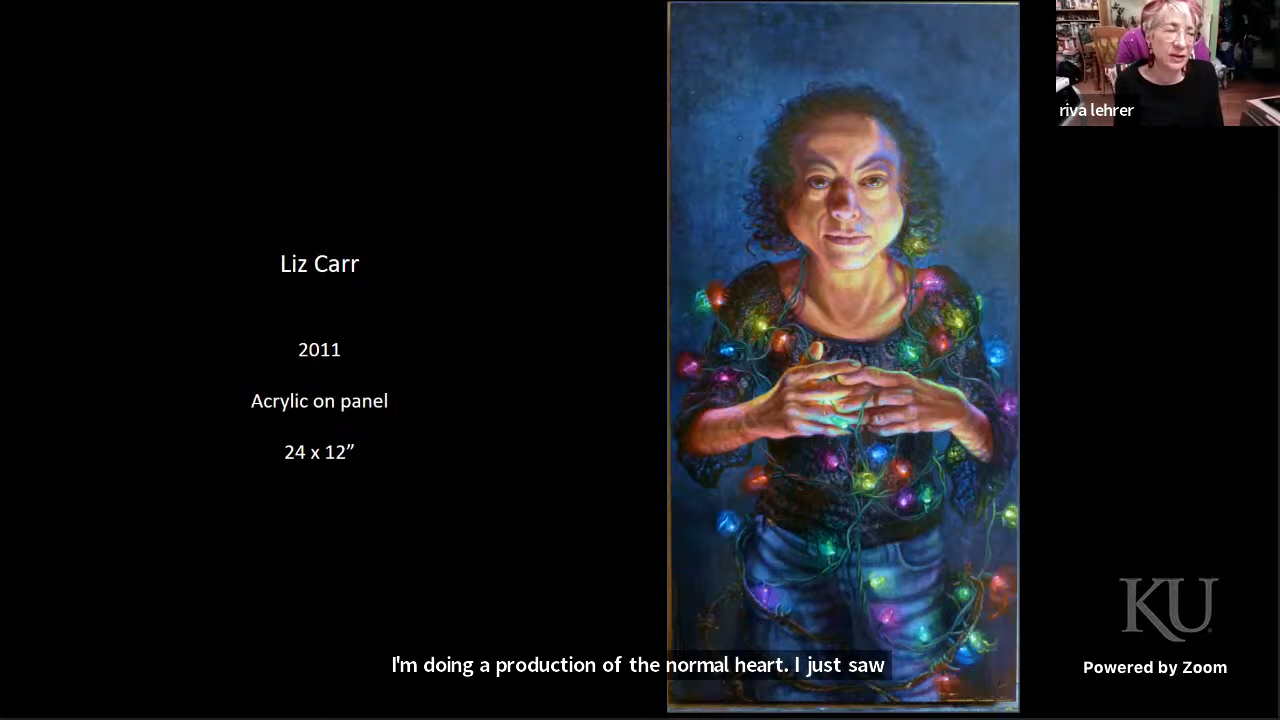 riva lehrer
Liz Carr
2011
Acrylic on panel
24 x 12”
I'm doing a production of the normal heart. I just saw
KU
Powered by Zoom